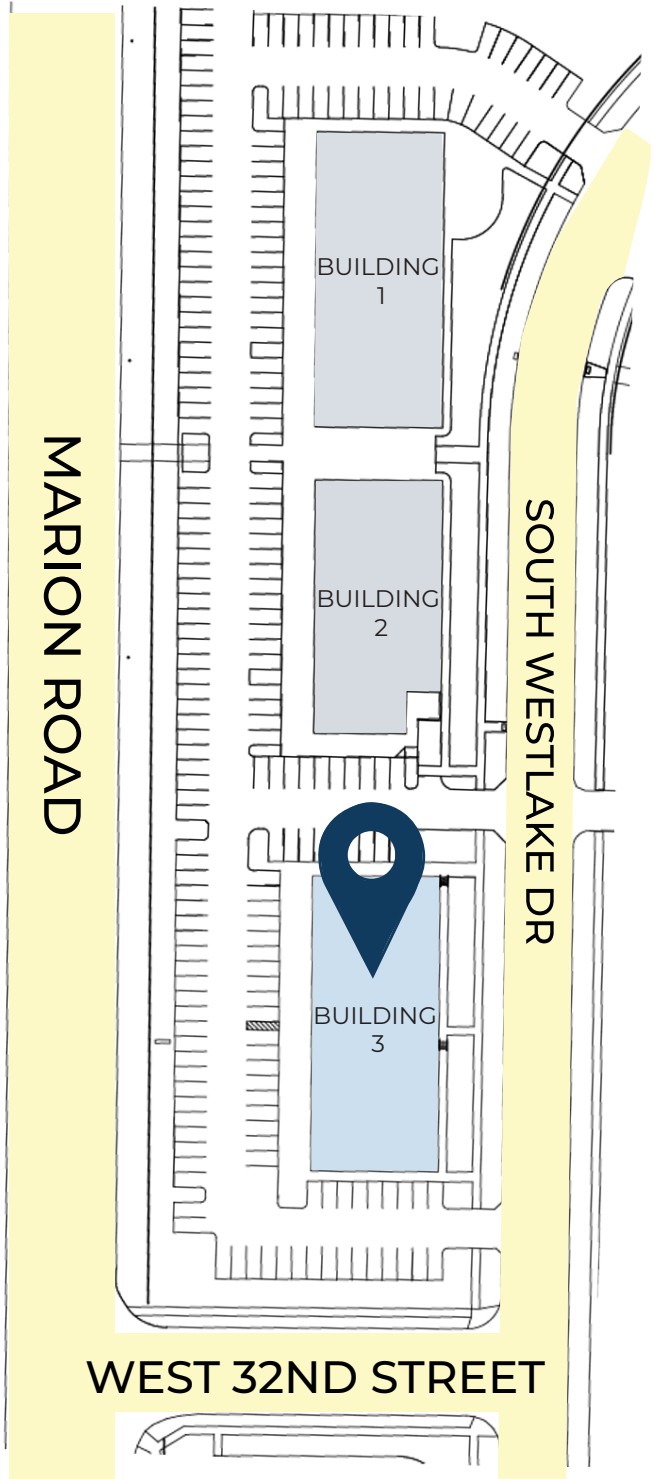 BUILDING
1
MARION ROAD
SOUTH WESTLAKE DR
BUILDING
2
BUILDING
3
WEST 32ND STREET